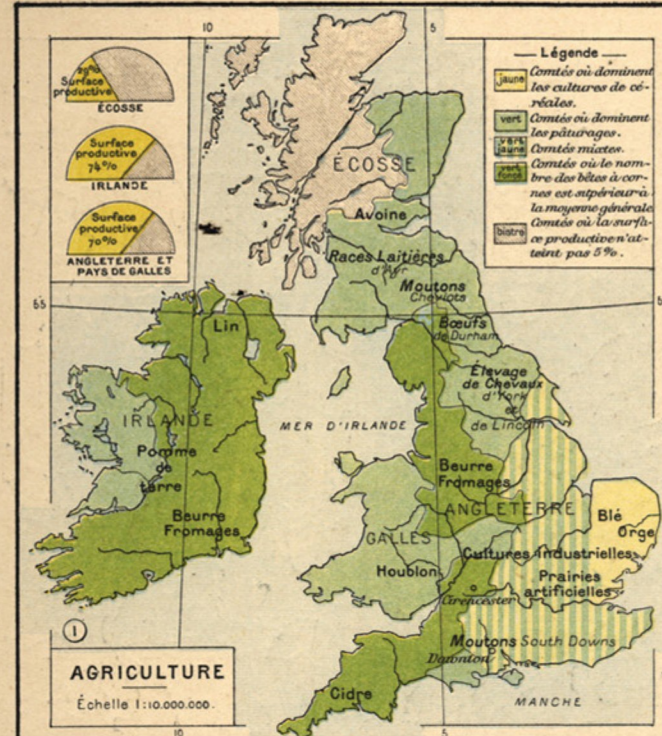 10
5
Surface
productive
ÉCOSSE
Surface
productive
74%
IRLANDE
Surface
productive
70%
ANGLETERRE ET
PAYS DE GALLES
Légende
jaune
Comtés où dominent
les cultures de cé-
réales.
vert
Comtés où dominent
les pâturages.
vert
jaune
Comtés mixtes.
vert
foncé
Comtés où le nom-
bre des bêtes à cor-
nes est supérieur à
la moyenne générale
bistre
Comtés où la surfa-
ce productive n'at-
teint pas 5%.
ÉCOSSE
Avoine
Races Laitières
d'Ayr
Moutons
Cheviots
55
Lin
Bœufs
de Durham
Élevage
de Chevaux
d'York
et
de Lincoln
IRLANDE
MER D'IRLANDE
Pomme
de
terre
Beurre
Fromages
Beurre
Fromages
ANGLETERRE
Blé
Orge
GALLES
Cultures Industrielles
Houblon
Prairies
artificielles
Cirencester
Moutons South Downs
Downton
Cidre
MANCHE
1
AGRICULTURE
Échelle 1:10.000.000.
10
5